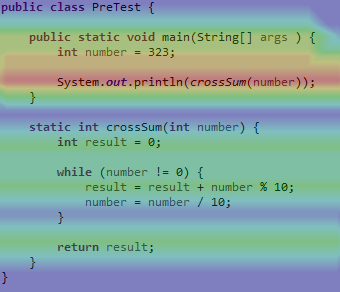 public class PreTest {
public static void main(String[] args ) {
int number = 323;
System.out.println(crossSum(number));
}
static int crossSum(int number) {
int result = 0;
while (number != 0) {
result = result + number % 10;
number = number / 10;
}
return result;
}
}